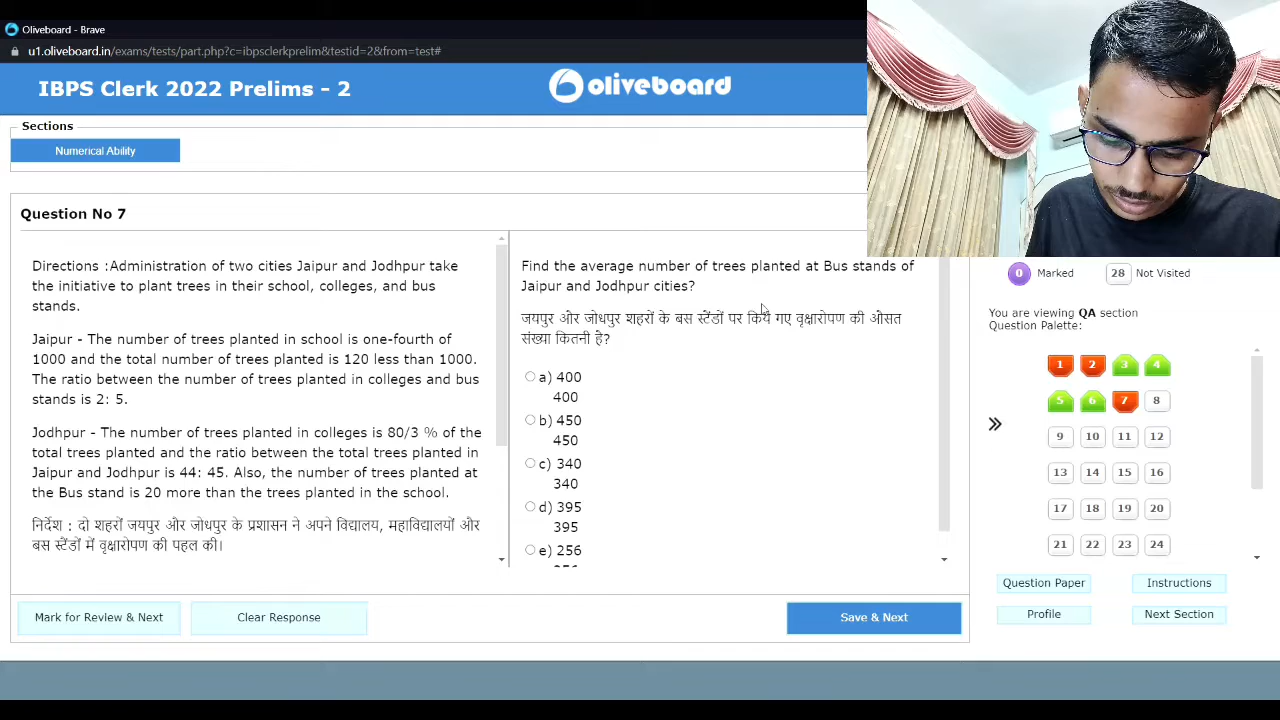 Oliveboard - Brave
u1.oliveboard.in/exams/tests/part.php?c=ibpsclerkprelim&testid=2&from=test#
IBPS Clerk 2022 Prelims - 2
oliveboard
Sections
Numerical Ability
Question No 7
Directions :Administration of two cities Jaipur and Jodhpur take
the initiative to plant trees in their school, colleges, and bus
stands.
Jaipur - The number of trees planted in school is one-fourth of
1000 and the total number of trees planted is 120 less than 1000.
The ratio between the number of trees planted in colleges and bus
stands is 2: 5.
Jodhpur - The number of trees planted in colleges is 80/3 % of the
total trees planted and the ratio between the total trees planted in
Jaipur and Jodhpur is 44: 45. Also, the number of trees planted at
the Bus stand is 20 more than the trees planted in the school.
निर्देश : दो शहरों जयपुर और जोधपुर के प्रशासन ने अपने विद्यालय, महाविद्यालयों और
बस स्टैंडों में वृक्षारोपण की पहल की।
Find the average number of trees planted at Bus stands of
Jaipur and Jodhpur cities?
जयपुर और जोधपुर शहरों के बस स्टैंडों पर किये गए वृक्षारोपण की औसत
संख्या कितनी है?
a) 400
400
b) 450
450
c) 340
340
d) 395
395
e) 256
0 Marked 28 Not Visited
You are viewing QA section
Question Palette:
1 2 3 4
5 6 7 8
9 10 11 12
13 14 15 16
17 18 19 20
21 22 23 24
Question Paper Instructions
Profile Next Section
Mark for Review & Next Clear Response Save & Next